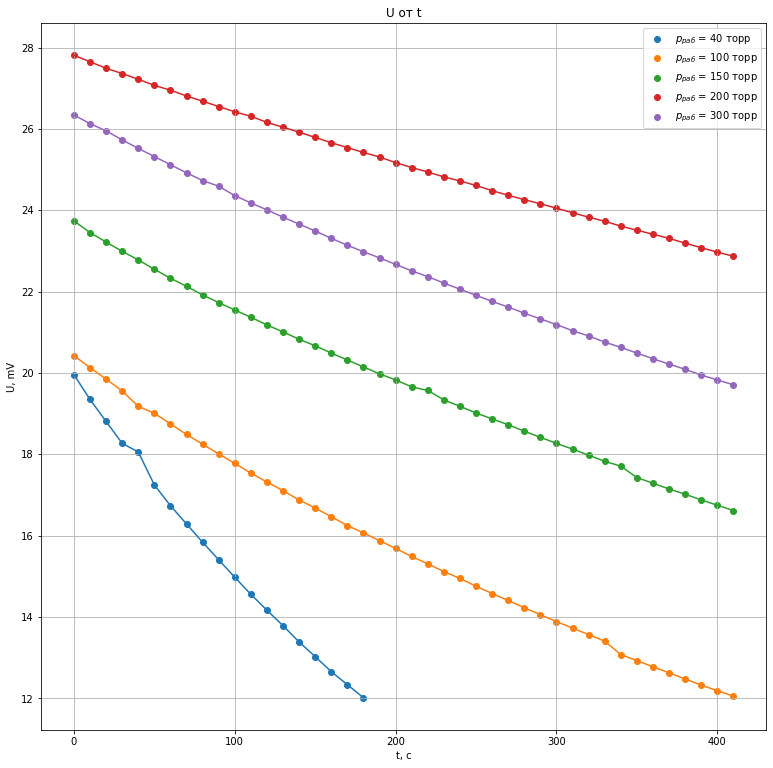 U от t
p_раб = 40 торр
p_раб = 100 торр
p_раб = 150 торр
p_раб = 200 торр
p_раб = 300 торр
U, mV
28
26
24
22
20
18
16
14
12
0 100 200 300 400
t, c